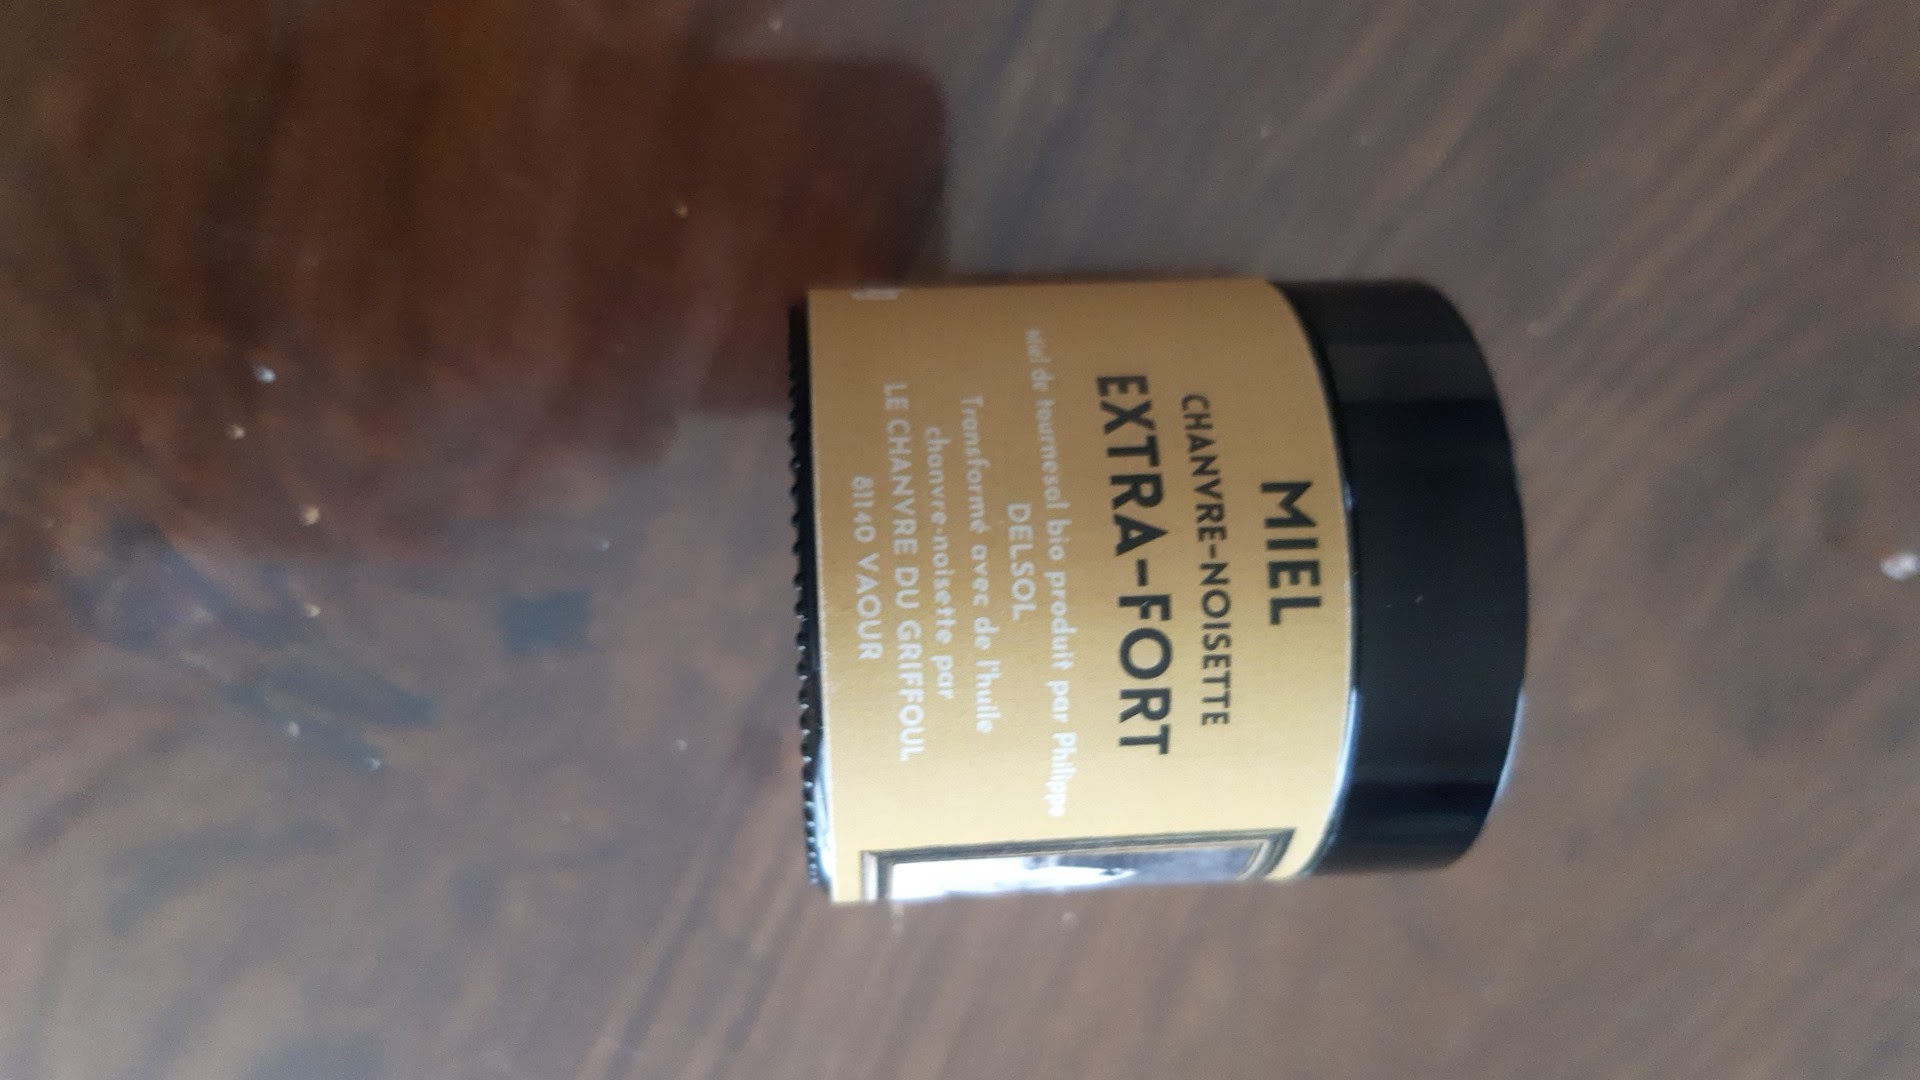 MIEL
CHANVRE-NOISETTE
EXTRA-FORT
Miel de tournesol bio produit par Philippe
DELSOL
Transformé avec de l'huile
chanvre-noisette par
LE CHANVRE DU GRIFFOUL
81140 VAOUR